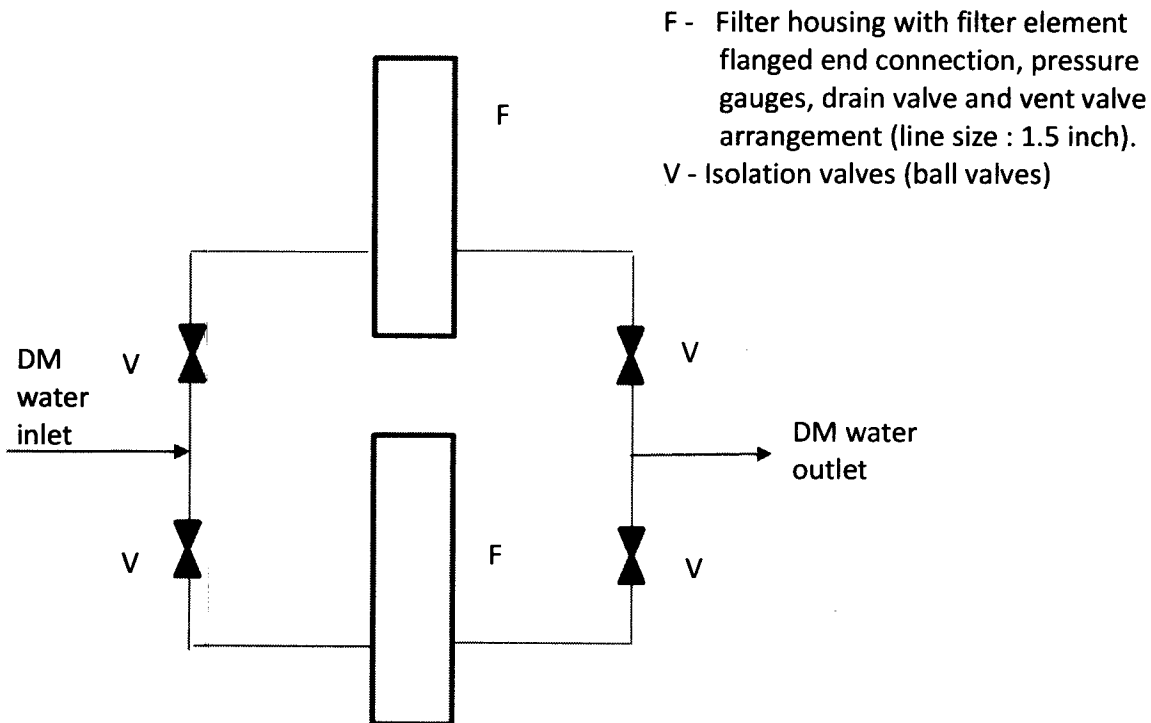 F - Filter housing with filter element
flanged end connection, pressure
gauges, drain valve and vent valve
arrangement (line size : 1.5 inch).
V - Isolation valves (ball valves)
F
V
V
DM
water
inlet
DM water
outlet
V
F
V